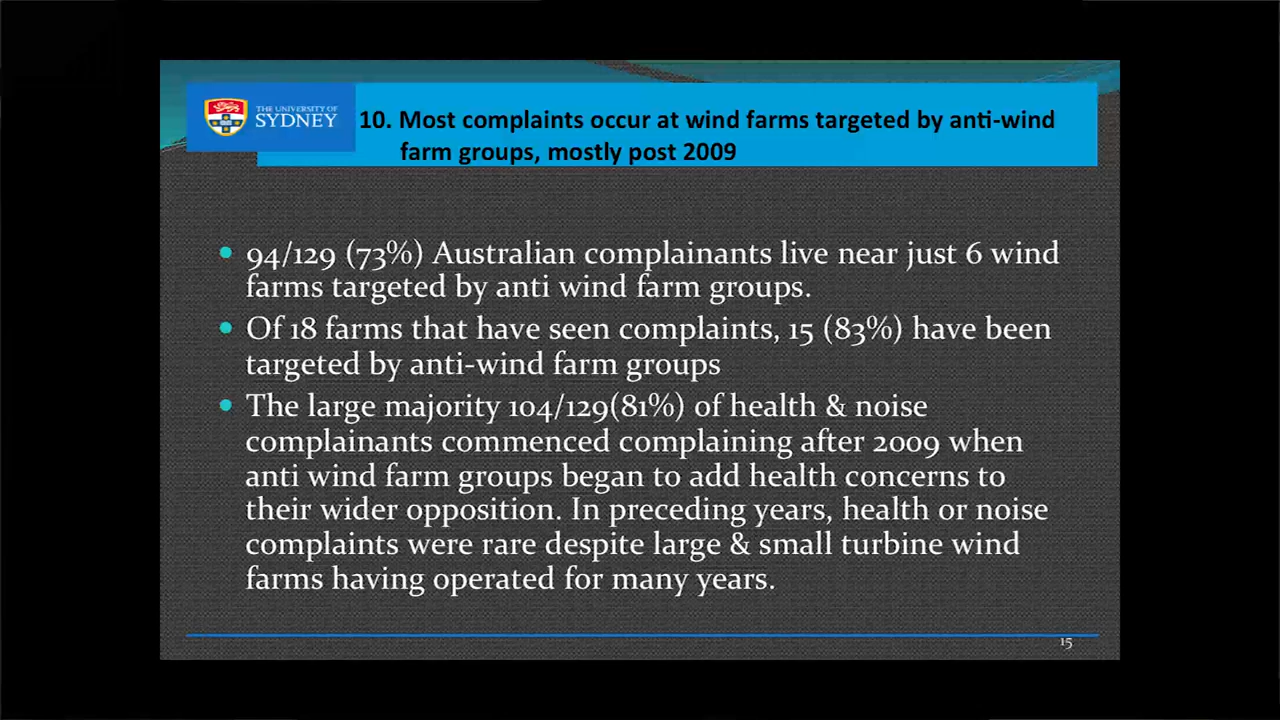 THE UNIVERSITY OF
SYDNEY
10. Most complaints occur at wind farms targeted by anti-wind
farm groups, mostly post 2009
• 94/129 (73%) Australian complainants live near just 6 wind
farms targeted by anti wind farm groups.
• Of 18 farms that have seen complaints, 15 (83%) have been
targeted by anti-wind farm groups
• The large majority 104/129(81%) of health & noise
complainants commenced complaining after 2009 when
anti wind farm groups began to add health concerns to
their wider opposition. In preceding years, health or noise
complaints were rare despite large & small turbine wind
farms having operated for many years.
15